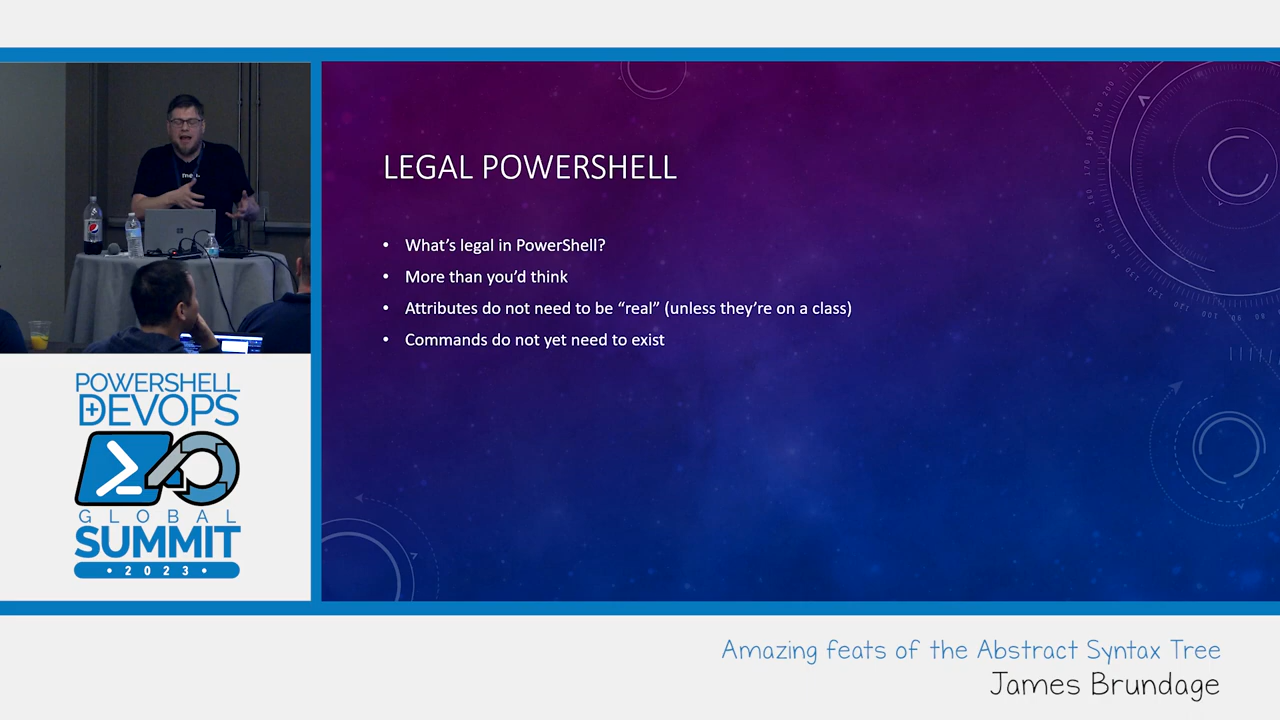 LEGAL POWERSHELL
• What's legal in PowerShell?
• More than you'd think
• Attributes do not need to be “real” (unless they're on a class)
• Commands do not yet need to exist
POWERSHELL
+DEVOPS
GLOBAL
SUMMIT
• 2023 •
Amazing feats of the Abstract Syntax Tree
James Brundage